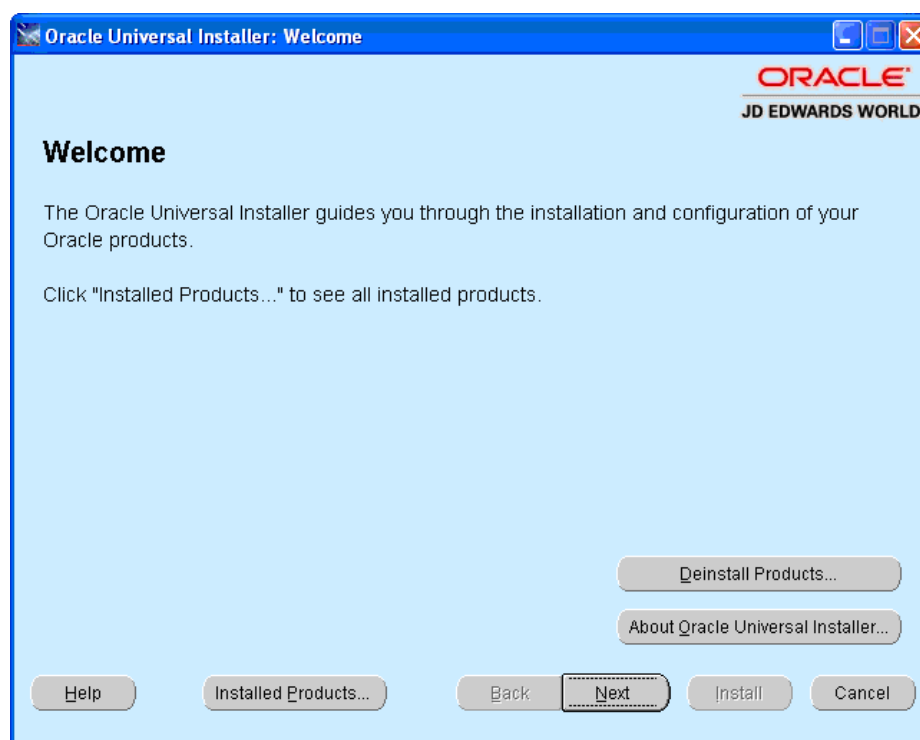 Oracle Universal Installer: Welcome
ORACLE
JD EDWARDS WORLD
Welcome
The Oracle Universal Installer guides you through the installation and configuration of your
Oracle products.
Click "Installed Products..." to see all installed products.
Deinstall Products...
About Oracle Universal Installer...
Help Installed Products... Back Next Install Cancel